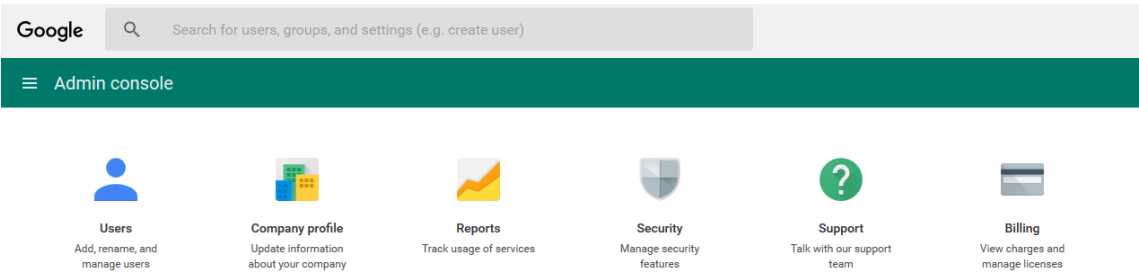 Google
Search for users, groups, and settings (e.g. create user)
Admin console
Users
Add, rename, and
manage users
Company profile
Update information
about your company
Reports
Track usage of services
Security
Manage security
features
Support
Talk with our support
team
Billing
View charges and
manage licenses